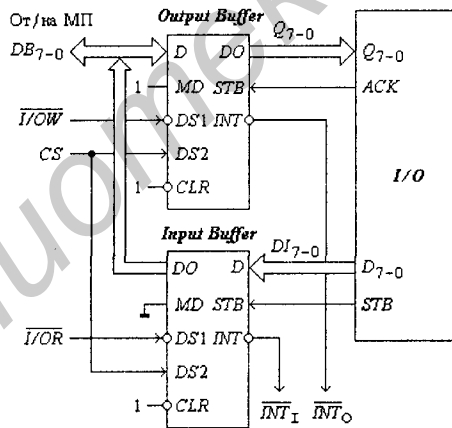 От/на МП
Output Buffer
DB7-0
D
DO
Q7-0
Q7-0
1
MD
STB
ACK
I/OW
DS1
INT
CS
DS2
I/O
1
CLR
Input Buffer
DO
D
DI7-0
D7-0
MD
STB
STB
I/OR
DS1
INT
DS2
1
CLR
INTI
INTO